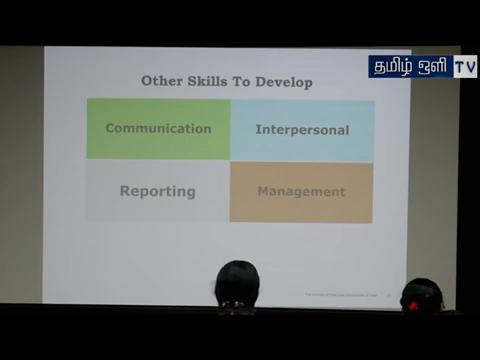 தமிழ் ஒளி TV
Other Skills To Develop
Communication
Interpersonal
Reporting
Management